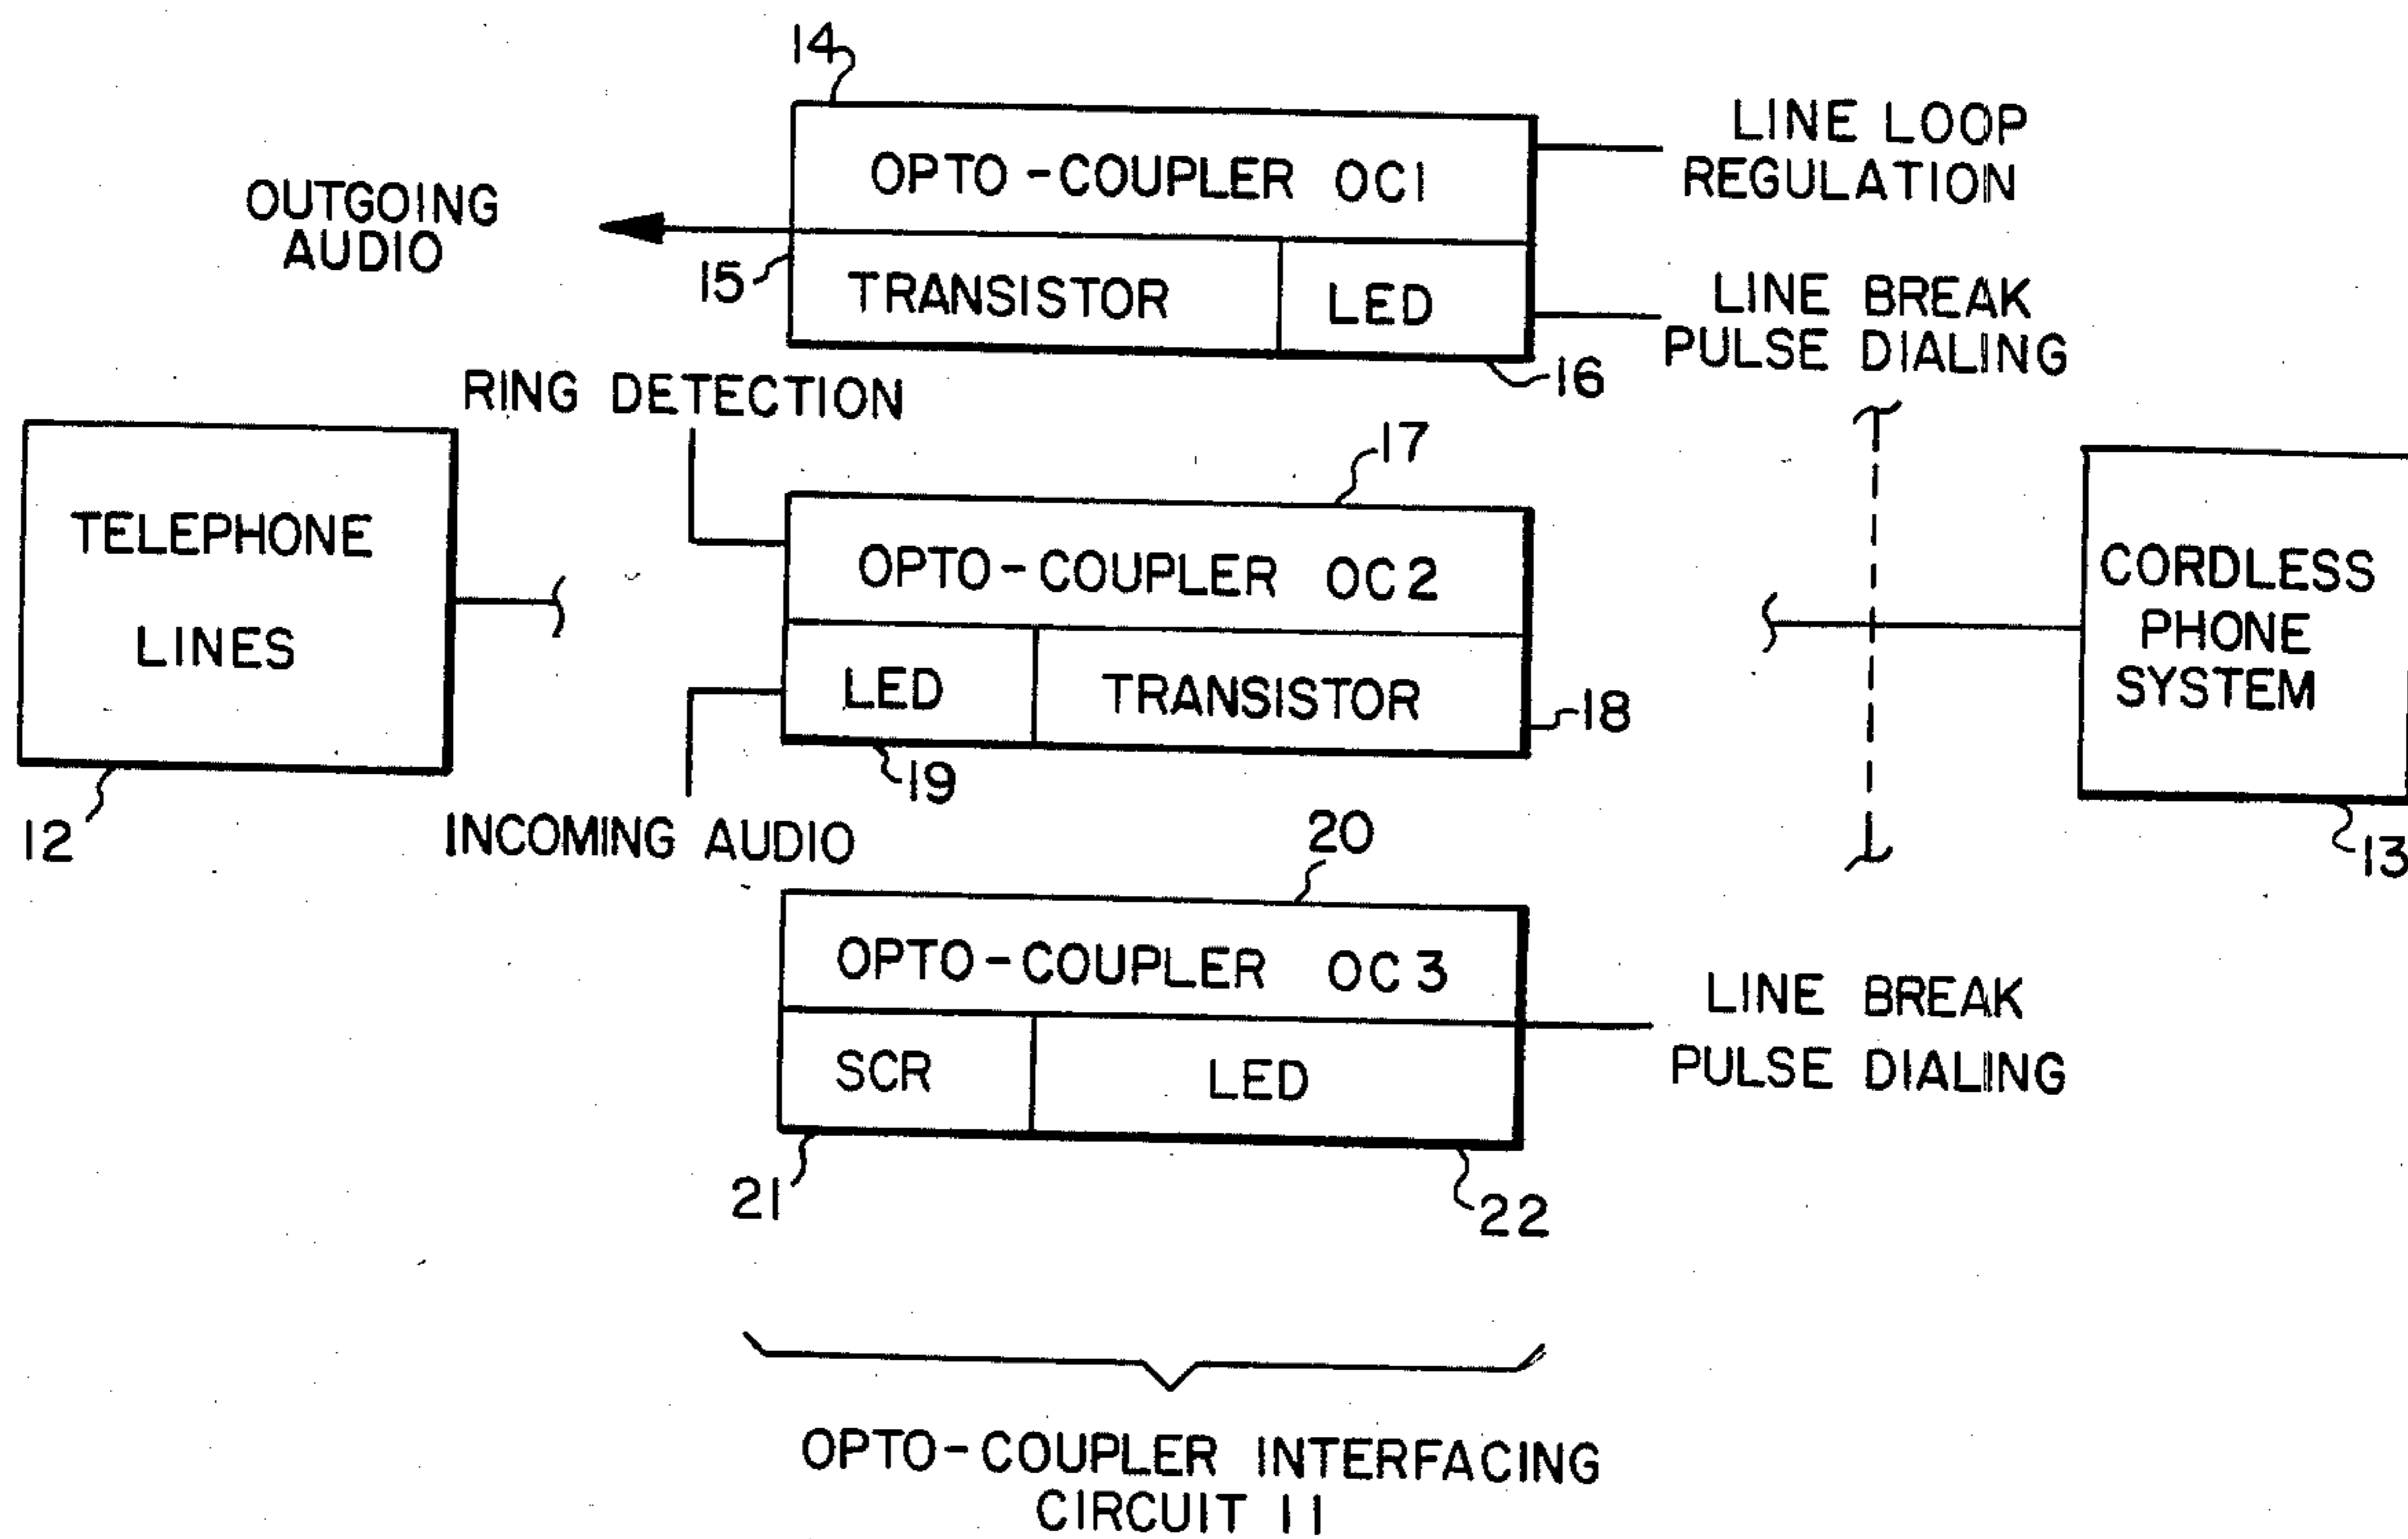 14
OPTO-COUPLER OC1
LINE LOOP
REGULATION
OUTGOING
AUDIO
15
TRANSISTOR
LED
LINE BREAK
PULSE DIALING
16
RING DETECTION
17
TELEPHONE
LINES
12
OPTO-COUPLER OC2
LED
TRANSISTOR
18
19
INCOMING AUDIO
CORDLESS
PHONE
SYSTEM
13
20
OPTO-COUPLER OC3
SCR
LED
LINE BREAK
PULSE DIALING
21
22
OPTO-COUPLER INTERFACING
CIRCUIT 11